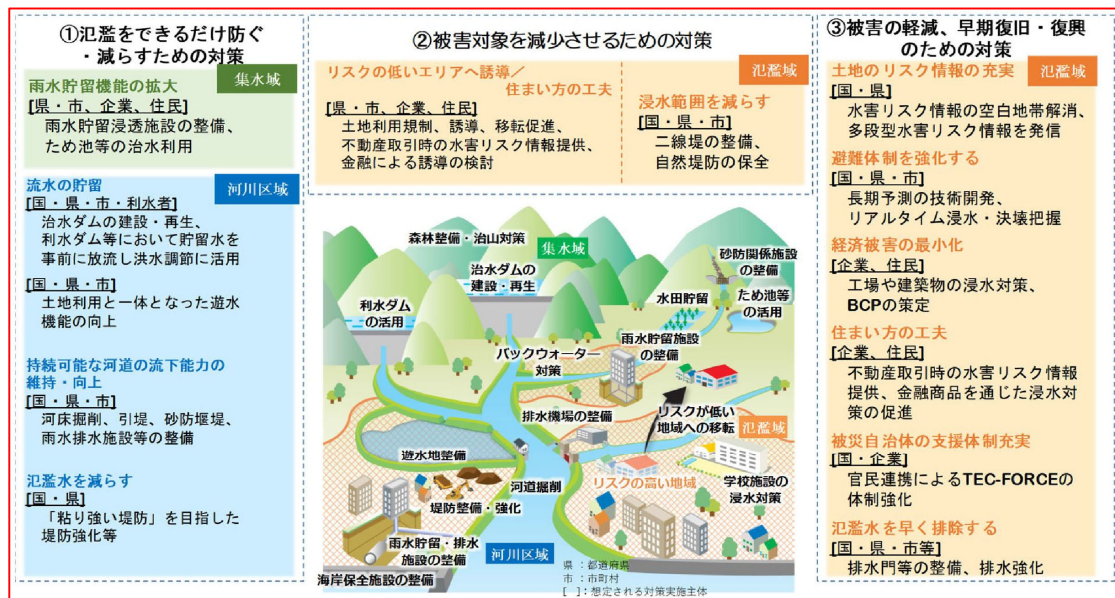 ①氾濫をできるだけ防ぐ
・減らすための対策
集水域
雨水貯留機能の拡大
[県・市、企業、住民]
雨水貯留浸透施設の整備、
ため池等の治水利用
流水の貯留
河川区域
[国・県・市・利水者]
治水ダムの建設・再生、
利水ダム等において貯留水を
事前に放流し洪水調節に活用
[国・県・市]
土地利用と一体となった遊水
機能の向上
持続可能な河道の流下能力の
維持・向上
[国・県・市]
河床掘削、引堤、砂防堰堤、
雨水排水施設等の整備
氾濫水を減らす
[国・県]
「粘り強い堤防」を目指した
堤防強化等
②被害対象を減少させるための対策
リスクの低いエリアへ誘導／
住まい方の工夫
[県・市、企業、住民]
土地利用規制、誘導、移転促進、
不動産取引時の水害リスク情報提供、
金融による誘導の検討
氾濫域
浸水範囲を減らす
[国・県・市]
二線堤の整備、
自然堤防の保全
森林整備・治山対策
集水域
治水ダムの
建設・再生
砂防関係施設
の整備
利水ダム
の活用
水田貯留
ため池等
の活用
雨水貯留施設
の整備
バックウォーター
対策
排水機場の整備
リスクが低い
地域への移転
氾濫域
遊水地整備
河道掘削
リスクの高い地域
学校施設の
浸水対策
堤防整備・強化
雨水貯留・排水
施設の整備
河川区域
海岸保全施設の整備
県：都道府県
市：市町村
[ ]：想定される対策実施主体
③被害の軽減、早期復旧・復興
のための対策
土地のリスク情報の充実
氾濫域
[国・県]
水害リスク情報の空白地帯解消、
多段型水害リスク情報を発信
避難体制を強化する
[国・県・市]
長期予測の技術開発、
リアルタイム浸水・決壊把握
経済被害の最小化
[企業、住民]
工場や建築物の浸水対策、
BCPの策定
住まい方の工夫
[企業、住民]
不動産取引時の水害リスク情報
提供、金融商品を通じた浸水対
策の促進
被災自治体の支援体制充実
[国・企業]
官民連携によるTEC-FORCEの
体制強化
氾濫水を早く排除する
[国・県・市等]
排水門等の整備、排水強化